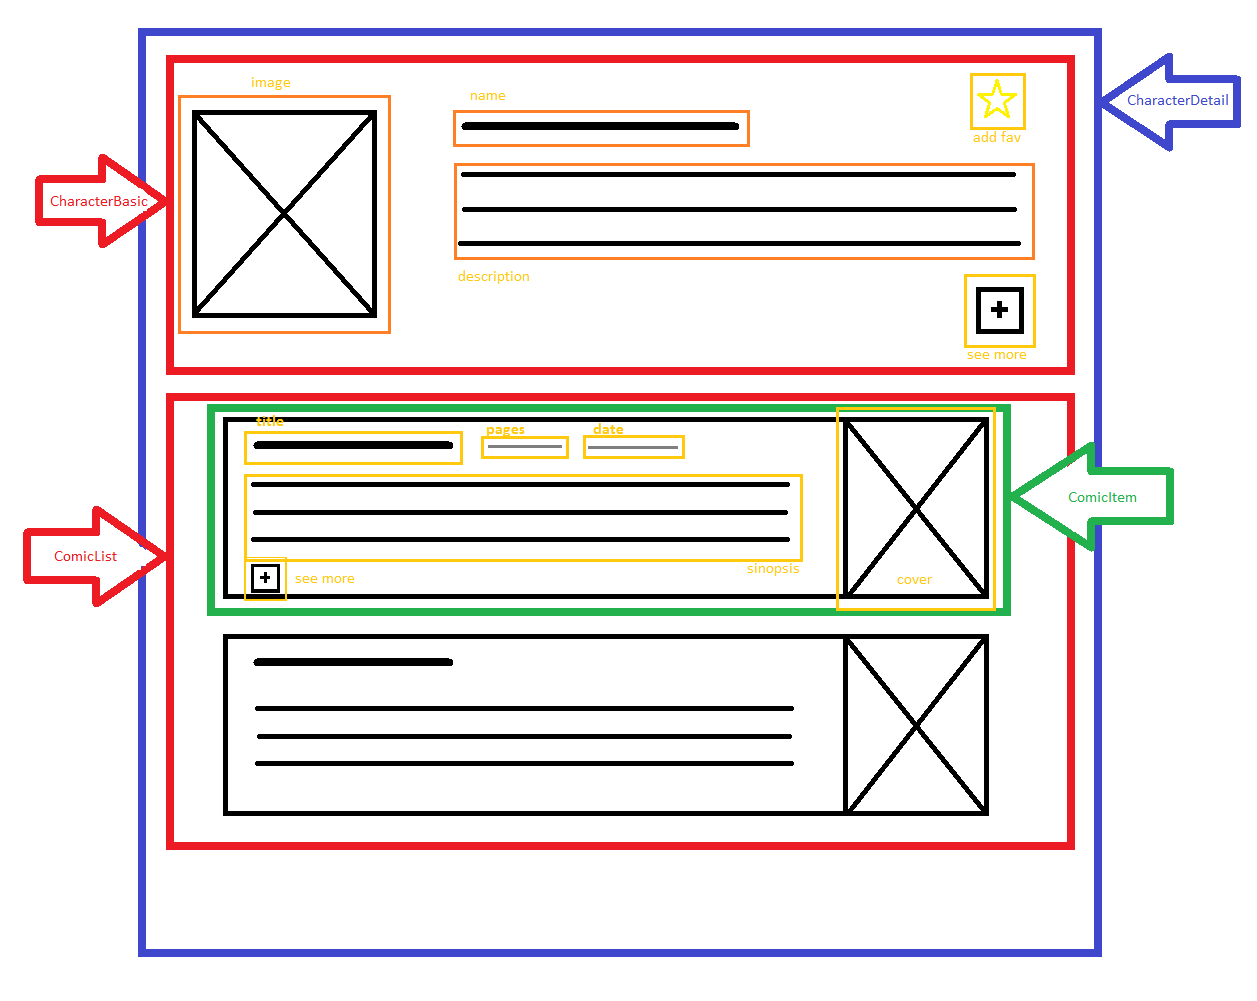 image
name
add fav
CharacterDetail
CharacterBasic
description
see more
title
pages
date
ComicItem
ComicList
sinopsis
see more
cover